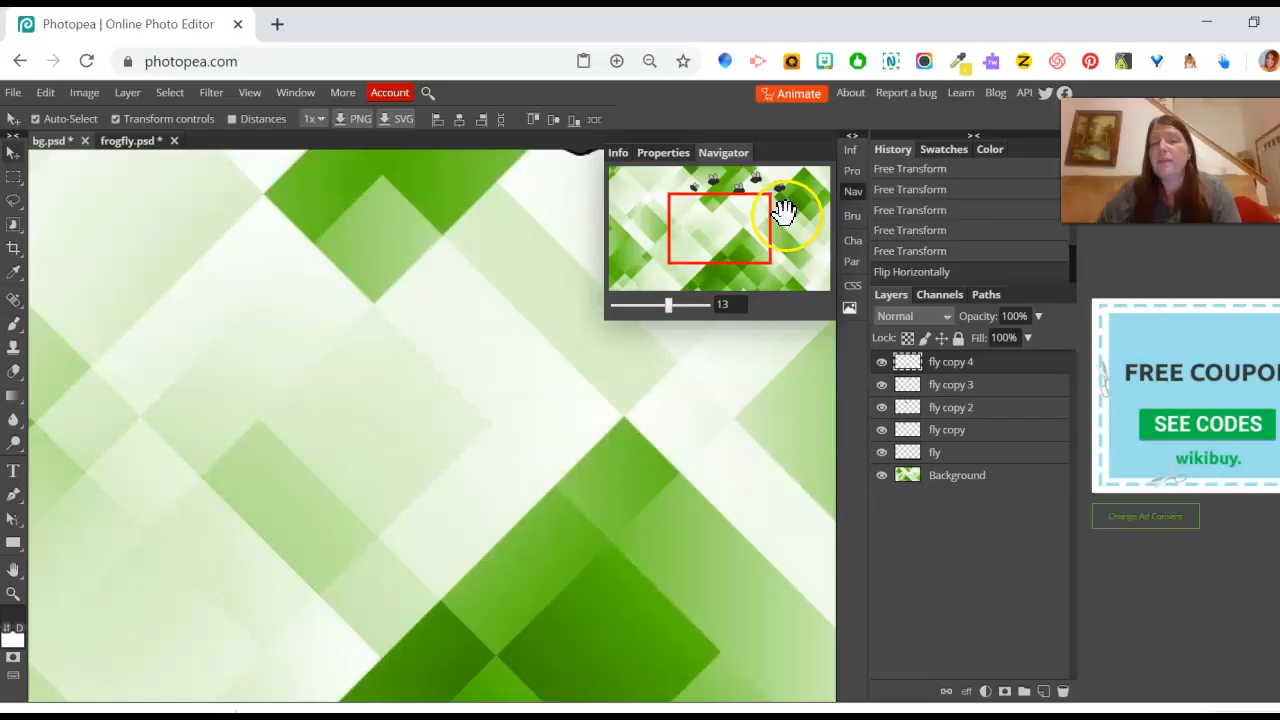 Photopea | Online Photo Editor
photopea.com
File Edit Image Layer Select Filter View Window More Account
Animate About Report a bug Learn Blog API
Auto-Select Transform controls Distances 1x PNG SVG
bg.psd * frogfly.psd *
Info Properties Navigator
13
Inf
Pro
Nav
Bru
Cha
Par
CSS
History Swatches Color
Free Transform
Free Transform
Free Transform
Free Transform
Free Transform
Flip Horizontally
Layers Channels Paths
Normal Opacity: 100%
Lock: Fill: 100%
fly copy 4
fly copy 3
fly copy 2
fly copy
fly
Background
eff
FREE COUPO
SEE CODES
wikibuy.
Change Ad Consent